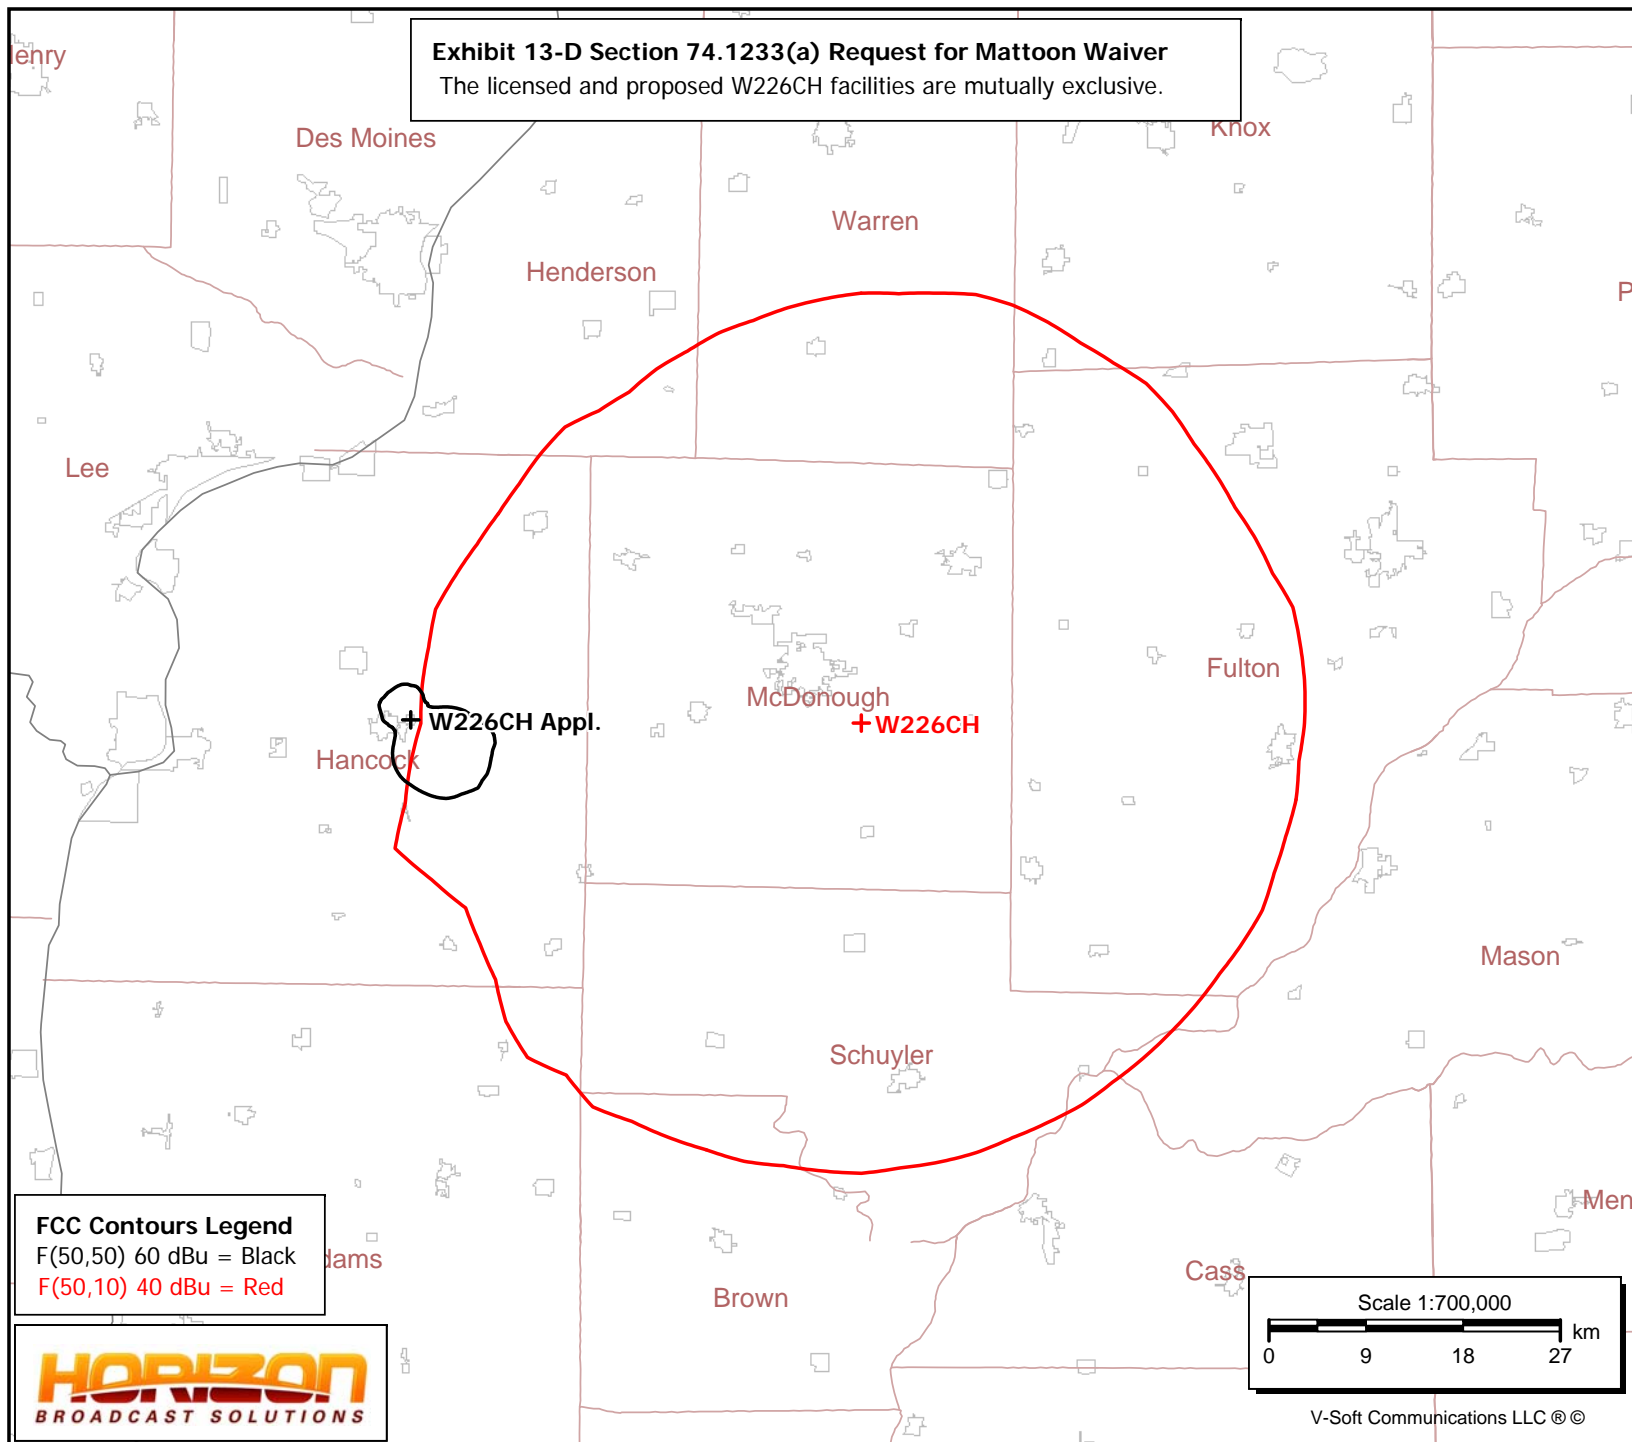 Exhibit 13-D Section 74.1233(a) Request for Mattoon Waiver
The licensed and proposed W226CH facilities are mutually exclusive.
lenry
Des Moines
Knox
Warren
Henderson
P
Lee
Fulton
McDonough
W226CH Appl.
W226CH
Hancock
Mason
Schuyler
Men
FCC Contours Legend
F(50,50) 60 dBu = Black
F(50,10) 40 dBu = Red
dams
Cass
Brown
Scale 1:700,000
km
0 9 18 27
HORIZON
BROADCAST SOLUTIONS
V-Soft Communications LLC ® ©